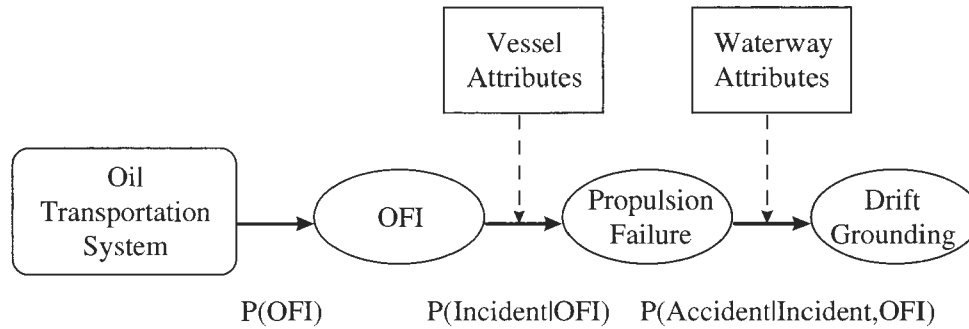 Vessel
Attributes
Waterway
Attributes
Oil
Transportation
System
OFI
Propulsion
Failure
Drift
Grounding
P(OFI)
P(Incident|OFI)
P(Accident|Incident,OFI)